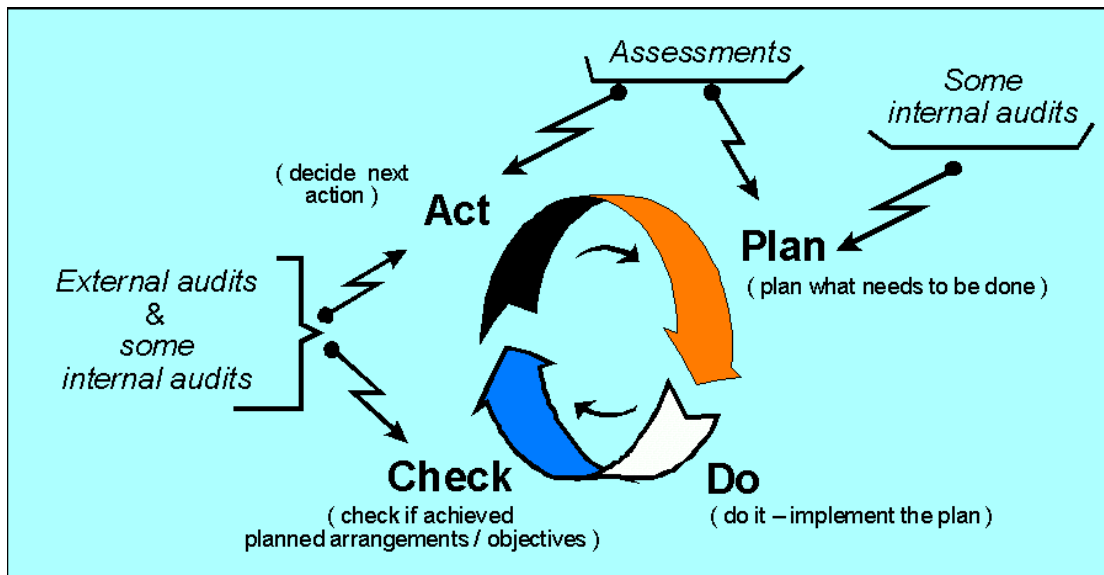 Assessments
Some
internal audits
( decide next
action )
Act
Plan
( plan what needs to be done )
External audits
&
some
internal audits
Check
( check if achieved
planned arrangements / objectives )
Do
( do it – implement the plan )